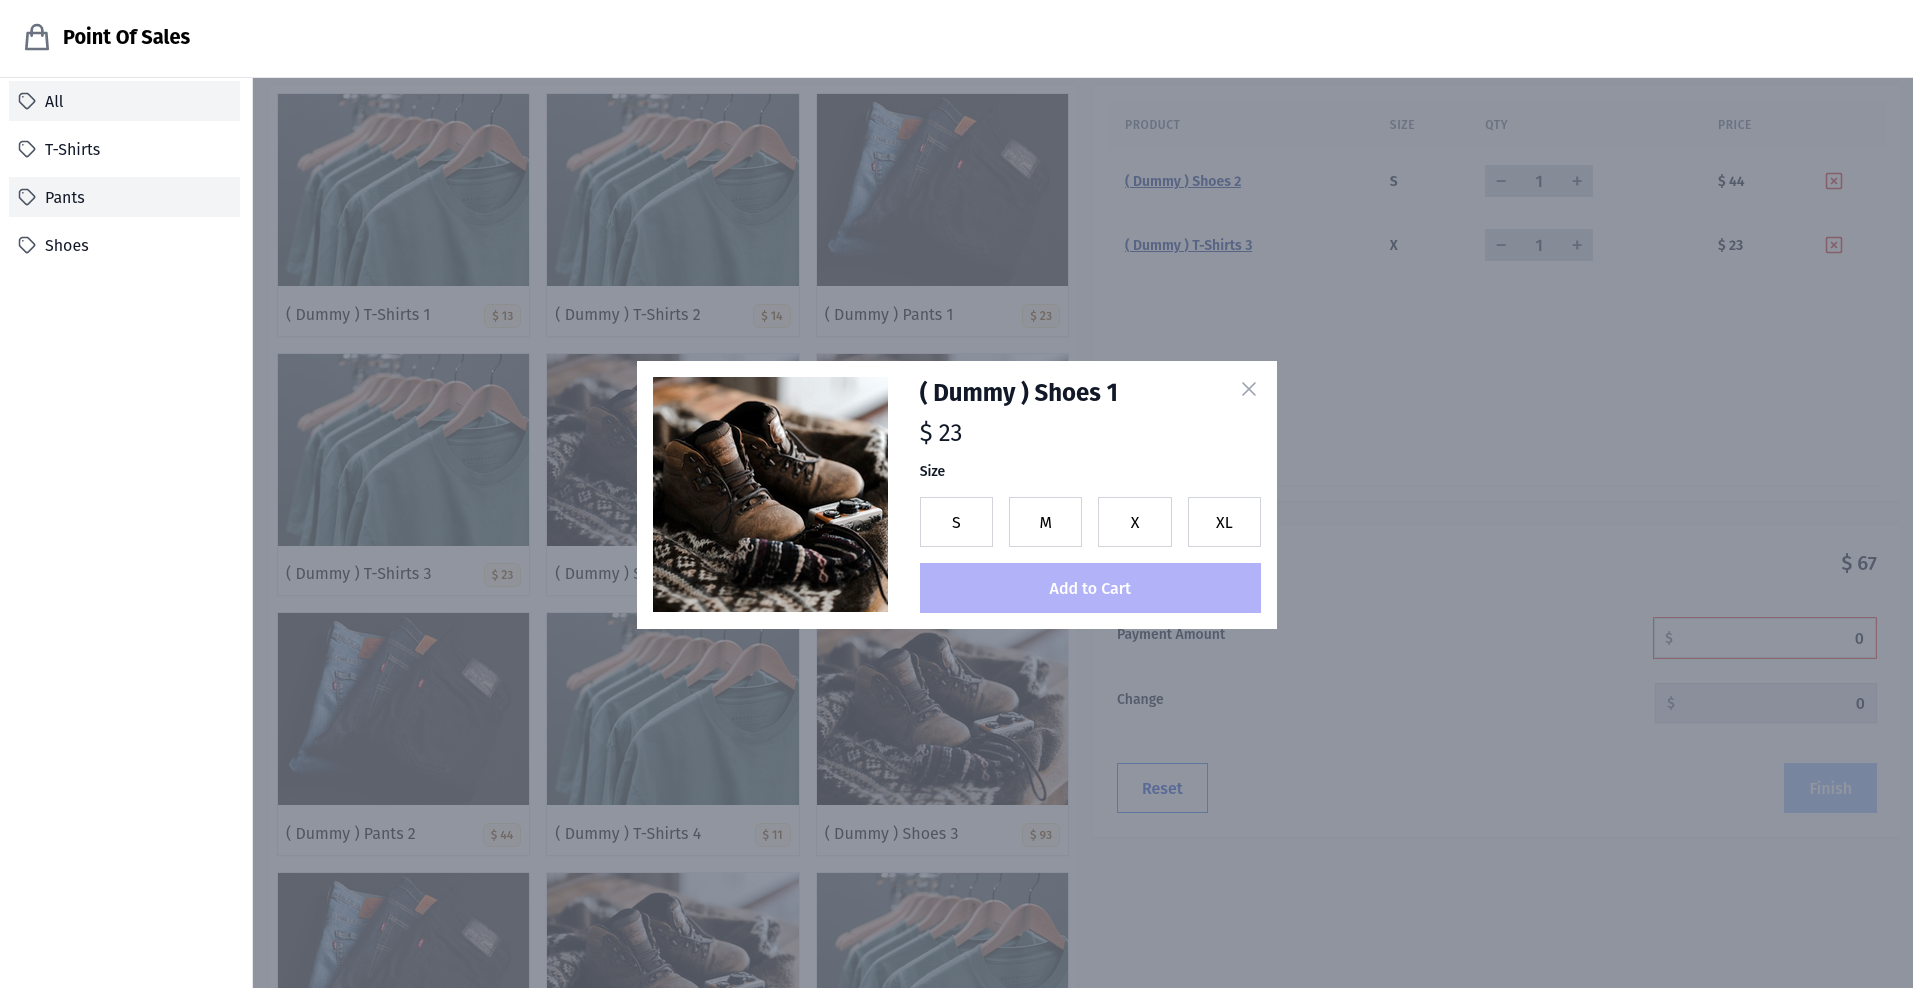 Point Of Sales
All
T-Shirts
Pants
Shoes
( Dummy ) T-Shirts 1
$ 13
( Dummy ) T-Shirts 2
$ 14
( Dummy ) Pants 1
$ 23
( Dummy ) T-Shirts 3
$ 23
( Dummy ) S
( Dummy ) Pants 2
$ 44
( Dummy ) T-Shirts 4
$ 11
( Dummy ) Shoes 3
$ 93
( Dummy ) Shoes 1
$ 23
Size
S M X XL
Add to Cart
PRODUCT SIZE QTY PRICE
( Dummy ) Shoes 2 S − 1 + $ 44
( Dummy ) T-Shirts 3 X − 1 + $ 23
$ 67
Payment Amount $ 0
Change $ 0
Reset Finish